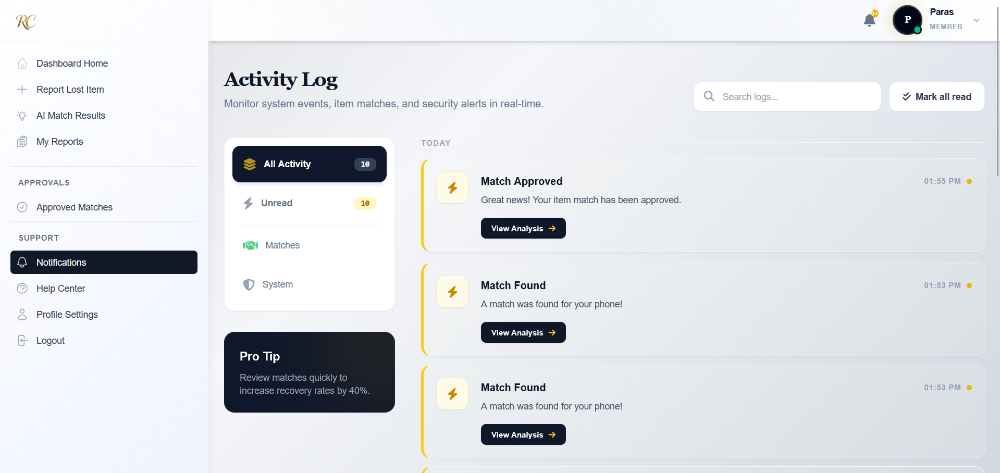 RC
9+
P
Paras
MEMBER
Dashboard Home
Report Lost Item
AI Match Results
My Reports
APPROVALS
Approved Matches
SUPPORT
Notifications
Help Center
Profile Settings
Logout
Activity Log
Monitor system events, item matches, and security alerts in real-time.
Search logs...
Mark all read
All Activity 10
Unread 10
Matches
System
Pro Tip
Review matches quickly to
increase recovery rates by 40%.
TODAY
Match Approved 01:55 PM
Great news! Your item match has been approved.
View Analysis
Match Found 01:53 PM
A match was found for your phone!
View Analysis
Match Found 01:53 PM
A match was found for your phone!
View Analysis